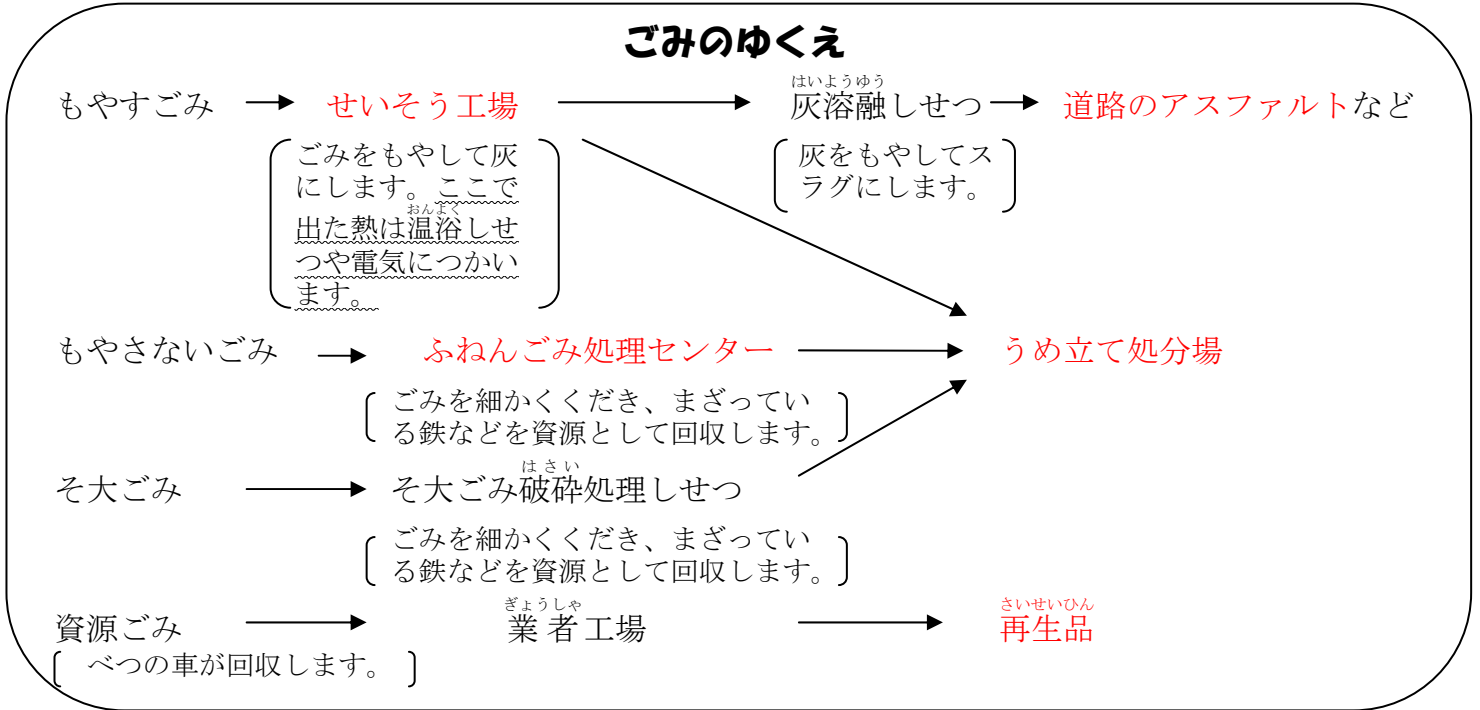 ごみのゆくえ
もやすごみ → せいそう工場 → 灰溶融しせつ → 道路のアスファルトなど
はいようゆう
ごみをもやして灰
にします。ここで
おんよく
出た熱は温浴しせ
つや電気につかい
ます。
灰をもやしてス
ラグにします。
もやさないごみ → ふねんごみ処理センター → うめ立て処分場
ごみを細かくくだき、まざってい
る鉄などを資源として回収します。
はさい
そ大ごみ → そ大ごみ破砕処理しせつ
ごみを細かくくだき、まざってい
る鉄などを資源として回収します。
ぎょうしゃ さいせいひん
資源ごみ → 業者工場 → 再生品
べつの車が回収します。